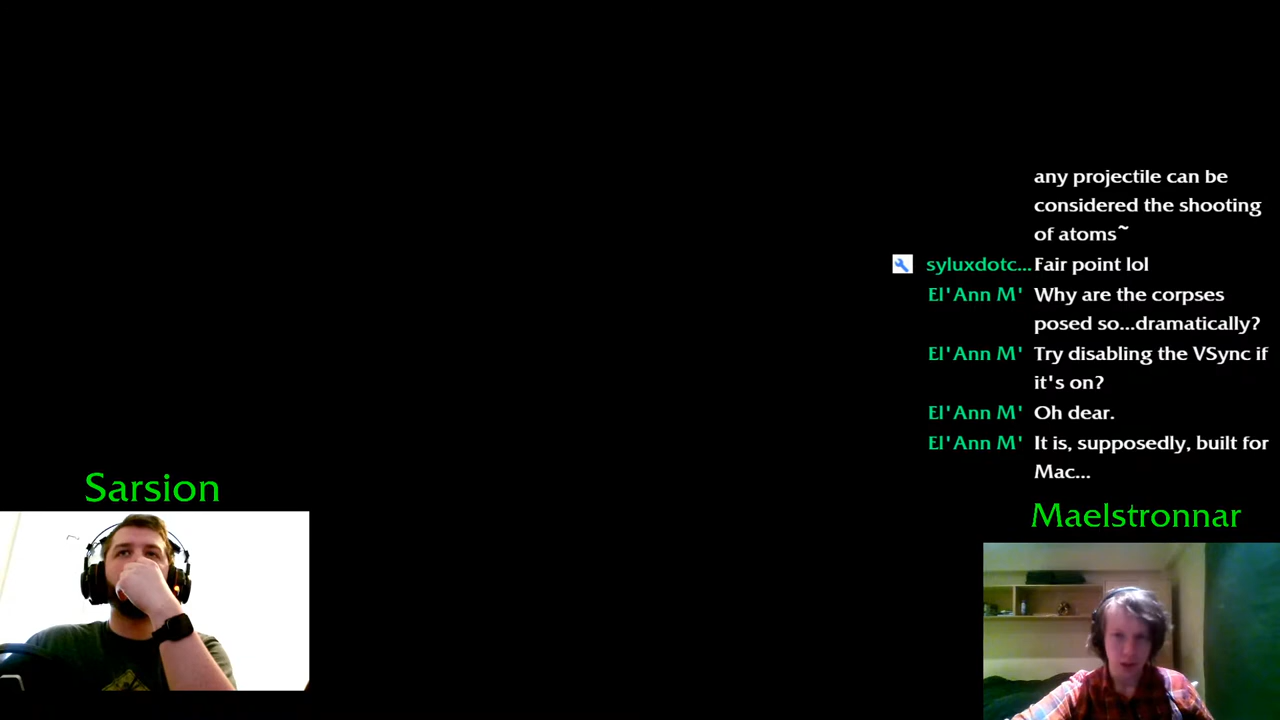 any projectile can be
considered the shooting
of atoms~
syluxdotc... Fair point lol
El'Ann M' Why are the corpses
posed so...dramatically?
El'Ann M' Try disabling the VSync if
it's on?
El'Ann M' Oh dear.
El'Ann M' It is, supposedly, built for
Mac...
Sarsion
Maelstronnar